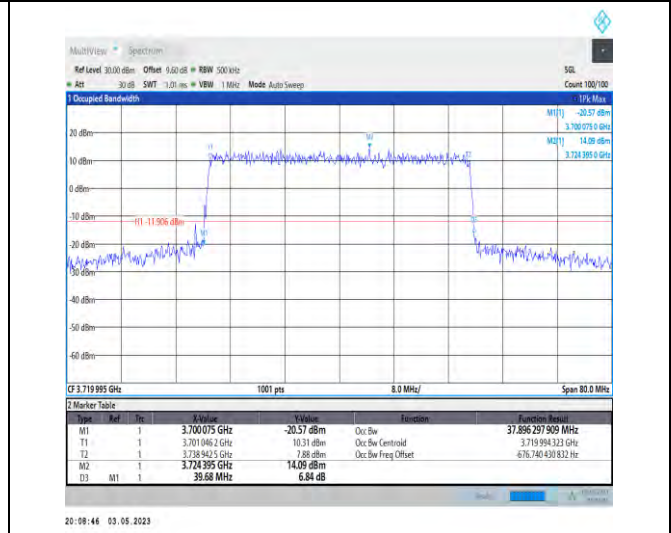 MultiView Spectrum
Ref Level 30.00 dBm Offset 9.60 dB RBW 500 kHz SGL
Att 30 dB SWT 1.01 ms VBW 1 MHz Mode Auto Sweep Count 100/100
1 Occupied Bandwidth 1Pk Max
M1[1] -20.57 dBm
3.700 075 0 GHz
M2[1] 14.09 dBm
3.724 395 0 GHz
20 dBm
10 dBm
0 dBm
-10 dBm
H1 -11.906 dBm
-20 dBm
-30 dBm
-40 dBm
-50 dBm
-60 dBm
T1
M2
T2
M1
D3
CF 3.719 995 GHz 1001 pts 8.0 MHz/ Span 80.0 MHz
2 Marker Table
Type Ref Trc X-Value Y-Value Function Function Result
M1 1 3.700 075 GHz -20.57 dBm Occ Bw 37.896 297 909 MHz
T1 1 3.701 046 2 GHz 10.31 dBm Occ Bw Centroid 3.719 994 323 GHz
T2 1 3.738 942 5 GHz 7.88 dBm Occ Bw Freq Offset -676.740 430 832 Hz
M2 1 3.724 395 GHz 14.09 dBm
D3 M1 1 39.68 MHz 6.84 dB
20:08:46 03.05.2023